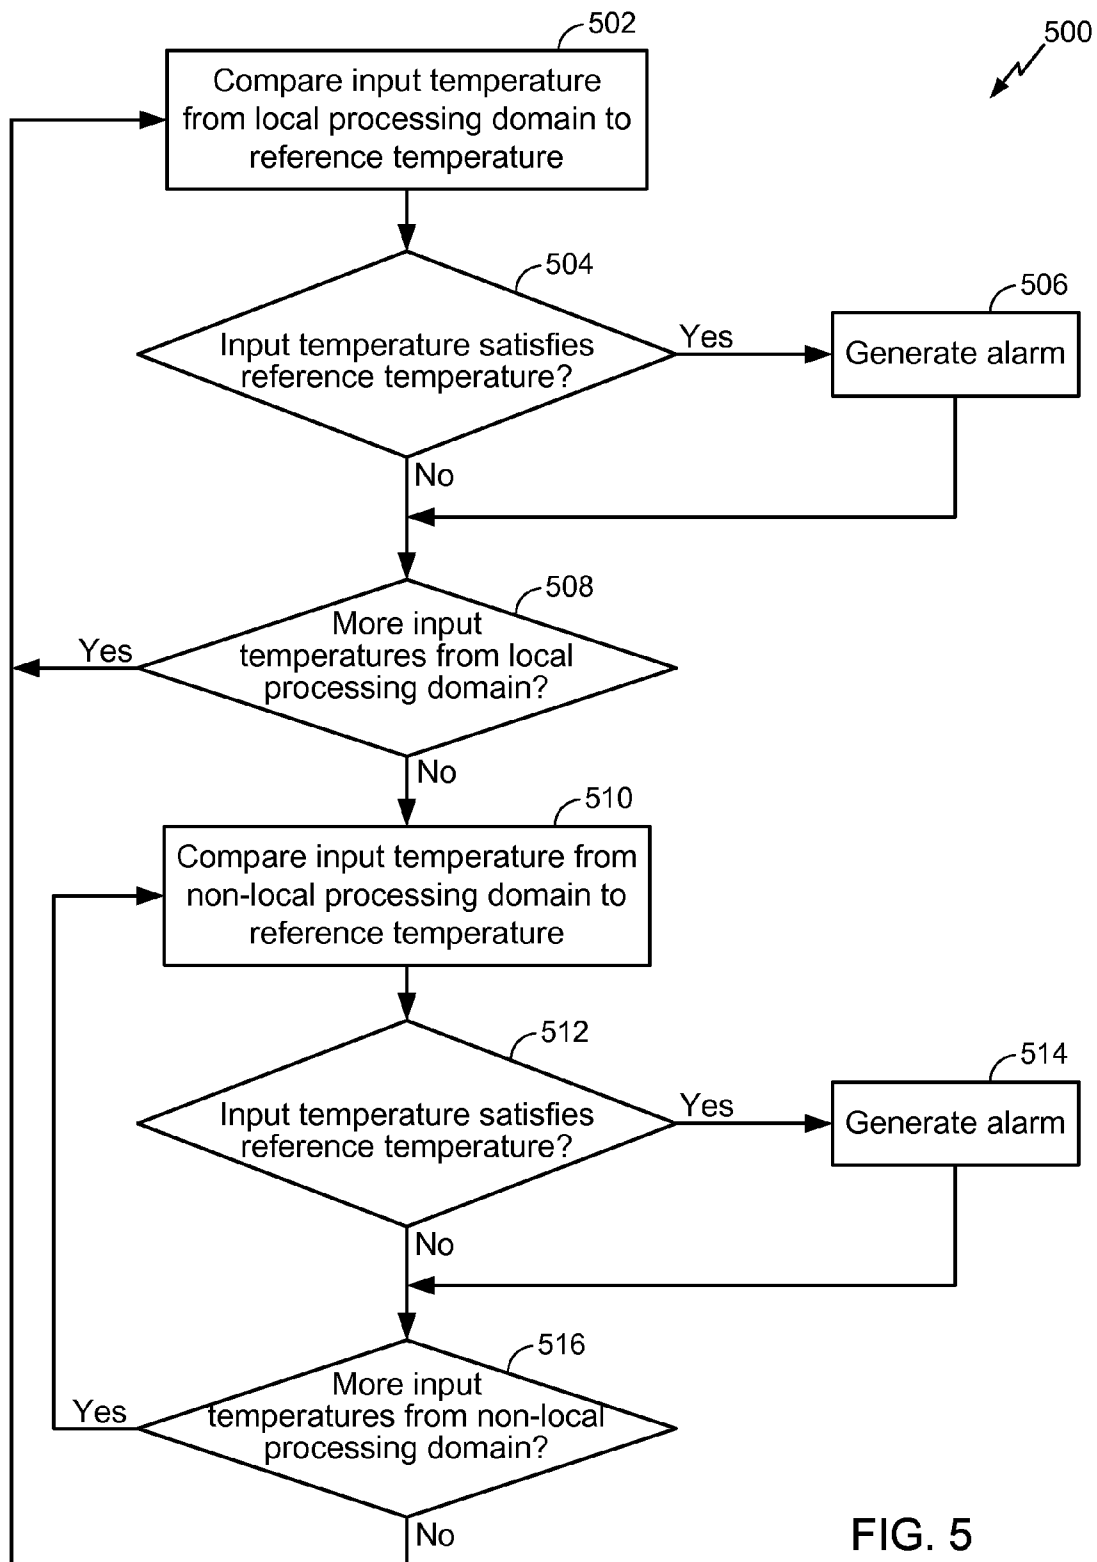 502
500
Compare input temperature
from local processing domain to
reference temperature
504
506
Input temperature satisfies
reference temperature?
Yes
Generate alarm
No
508
More input
temperatures from local
processing domain?
Yes
No
510
Compare input temperature from
non-local processing domain to
reference temperature
512
514
Input temperature satisfies
reference temperature?
Yes
Generate alarm
No
516
More input
temperatures from non-local
processing domain?
Yes
No
FIG. 5